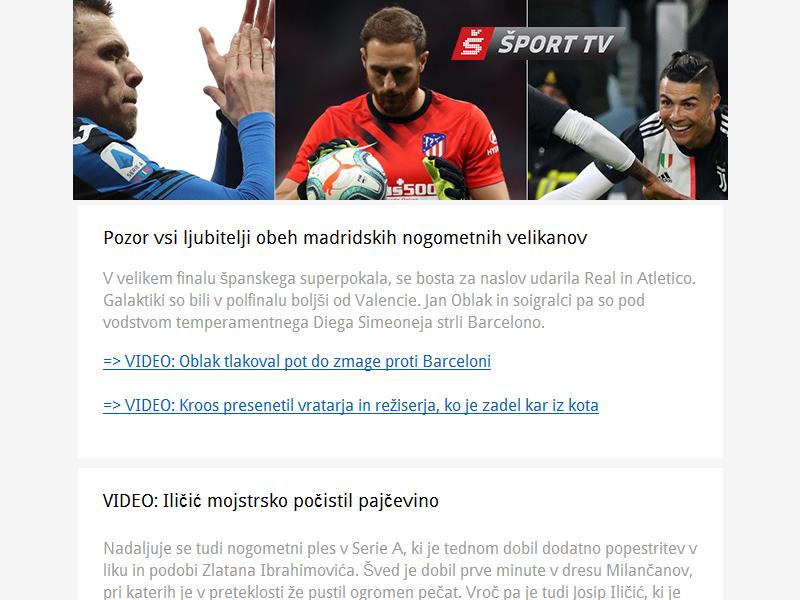 Š ŠPORT TV
SERIE A
HYUNDAI
us500
Pozor vsi ljubitelji obeh madridskih nogometnih velikanov
V velikem finalu španskega superpokala, se bosta za naslov udarila Real in Atletico.
Galaktiki so bili v polfinalu boljši od Valencie. Jan Oblak in soigralci pa so pod
vodstvom temperamentnega Diega Simeoneja strli Barcelono.
=> VIDEO: Oblak tlakoval pot do zmage proti Barceloni
=> VIDEO: Kroos presenetil vratarja in režiserja, ko je zadel kar iz kota
VIDEO: Iličić mojstrsko počistil pajčevino
Nadaljuje se tudi nogometni ples v Serie A, ki je tednom dobil dodatno popestritev v
liku in podobi Zlatana Ibrahimovića. Šved je dobil prve minute v dresu Milančanov,
pri katerih je v preteklosti že pustil ogromen pečat. Vroč pa je tudi Josip Iličić, ki je